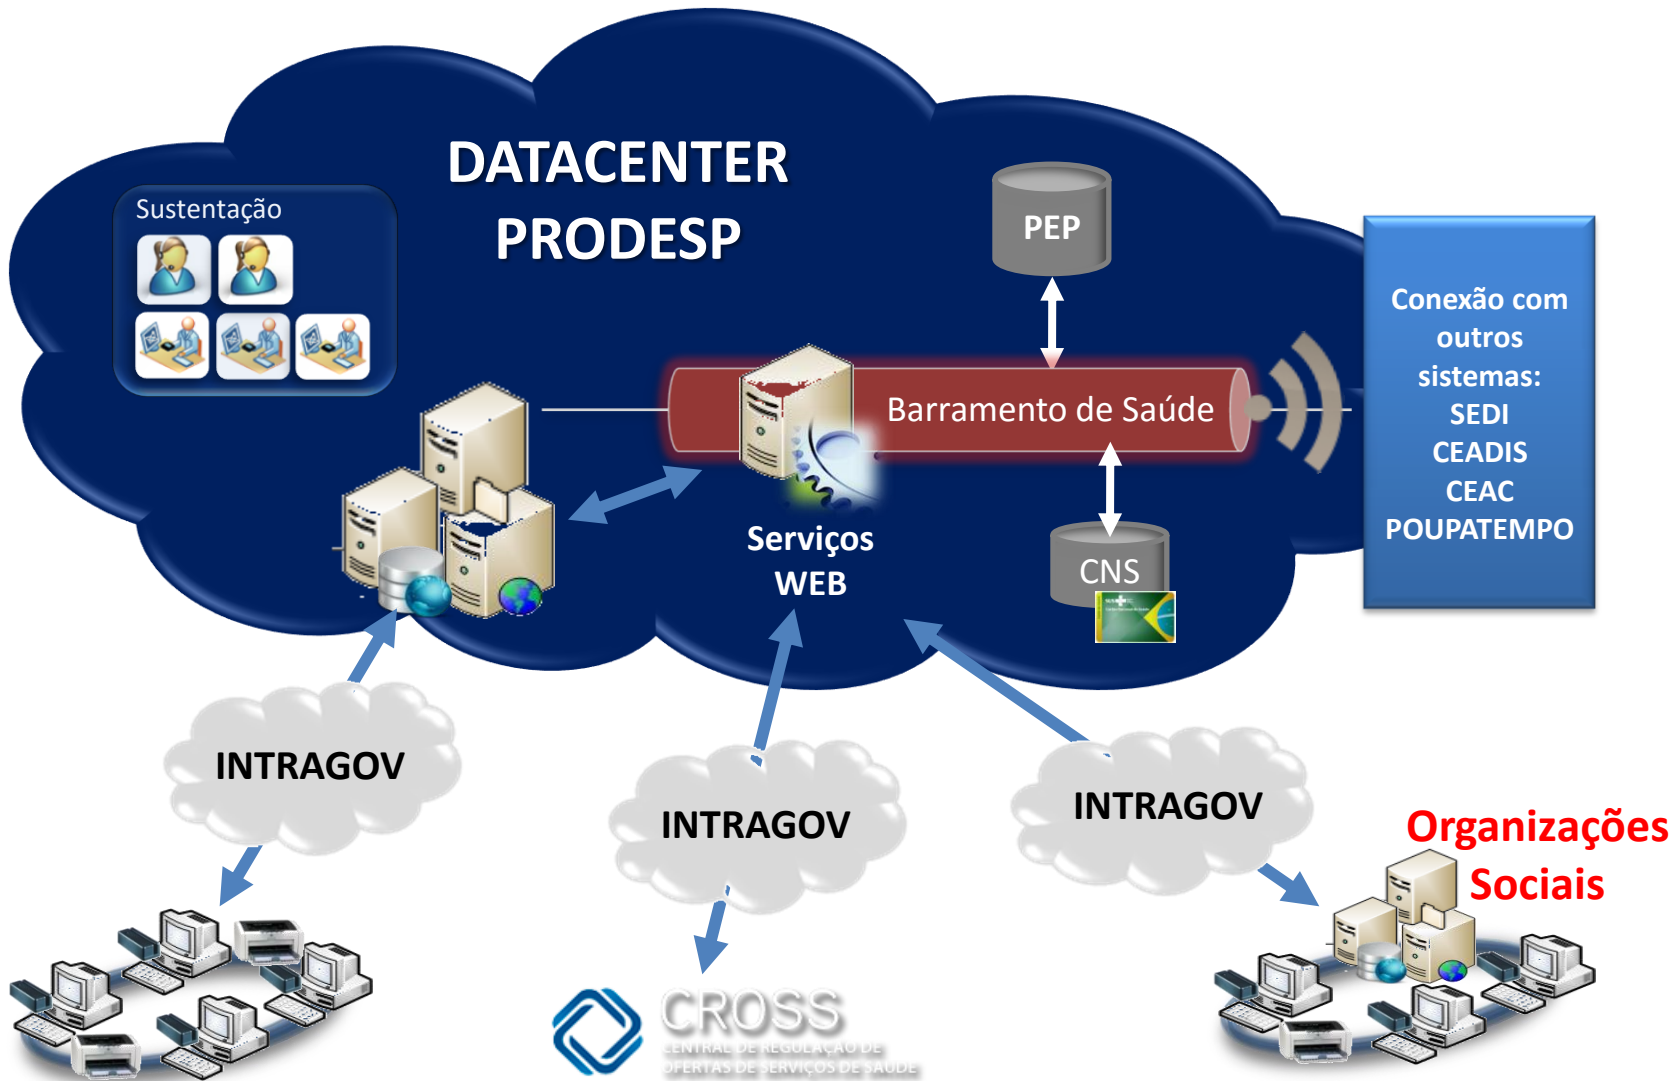 DATACENTER
PRODESP
Sustentação
PEP
Conexão com
outros
sistemas:
SEDI
CEADIS
CEAC
POUPATEMPO
Barramento de Saúde
Serviços
WEB
CNS
INTRAGOV
INTRAGOV
INTRAGOV
Organizações
Sociais
CROSS
CENTRAL DE REGULAÇÃO DE
OFERTAS DE SERVIÇOS DE SAÚDE